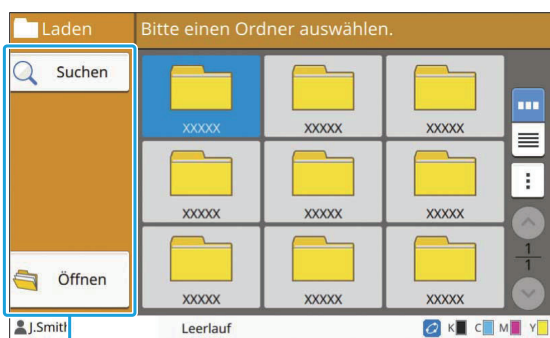 Laden
Bitte einen Ordner auswählen.
Suchen
XXXXX XXXXX XXXXX
XXXXX XXXXX XXXXX
XXXXX XXXXX XXXXX
1
1
Öffnen
J.Smith
Leerlauf
K C M Y